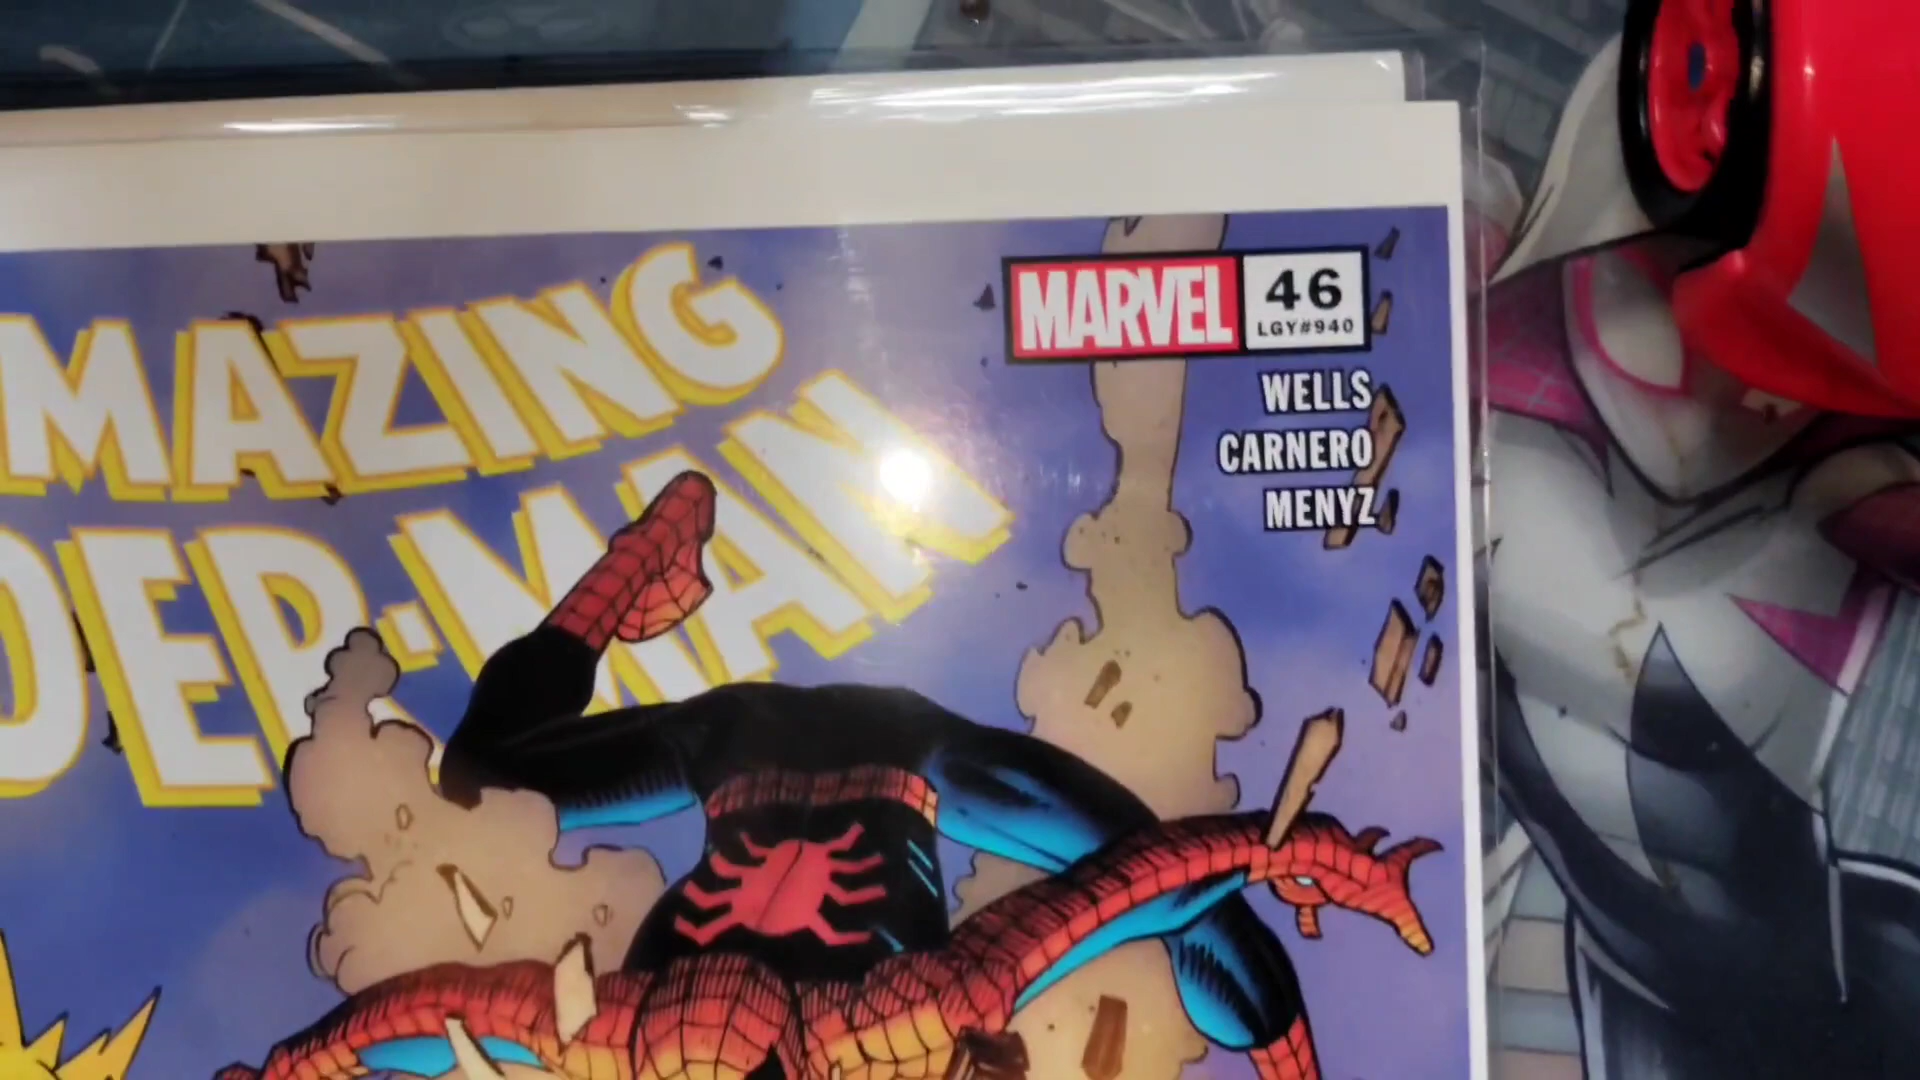 MAZING
DER-MAN
MARVEL
46
LGY#940
WELLS
CARNERO
MENYZ